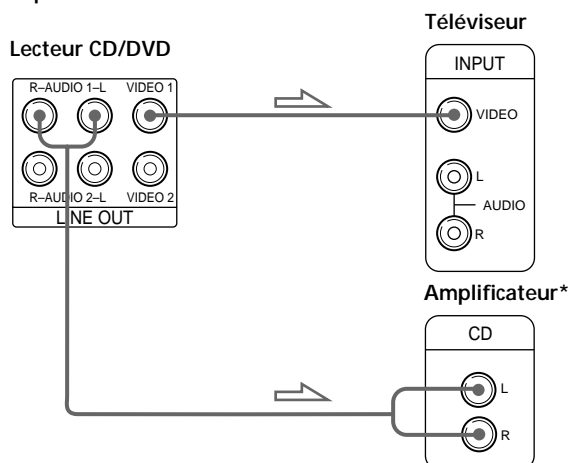 Téléviseur
Lecteur CD/DVD
INPUT
R–AUDIO 1–L VIDEO 1
VIDEO
R–AUDIO 2–L VIDEO 2
LINE OUT
L
AUDIO
R
Amplificateur*
CD
L
R